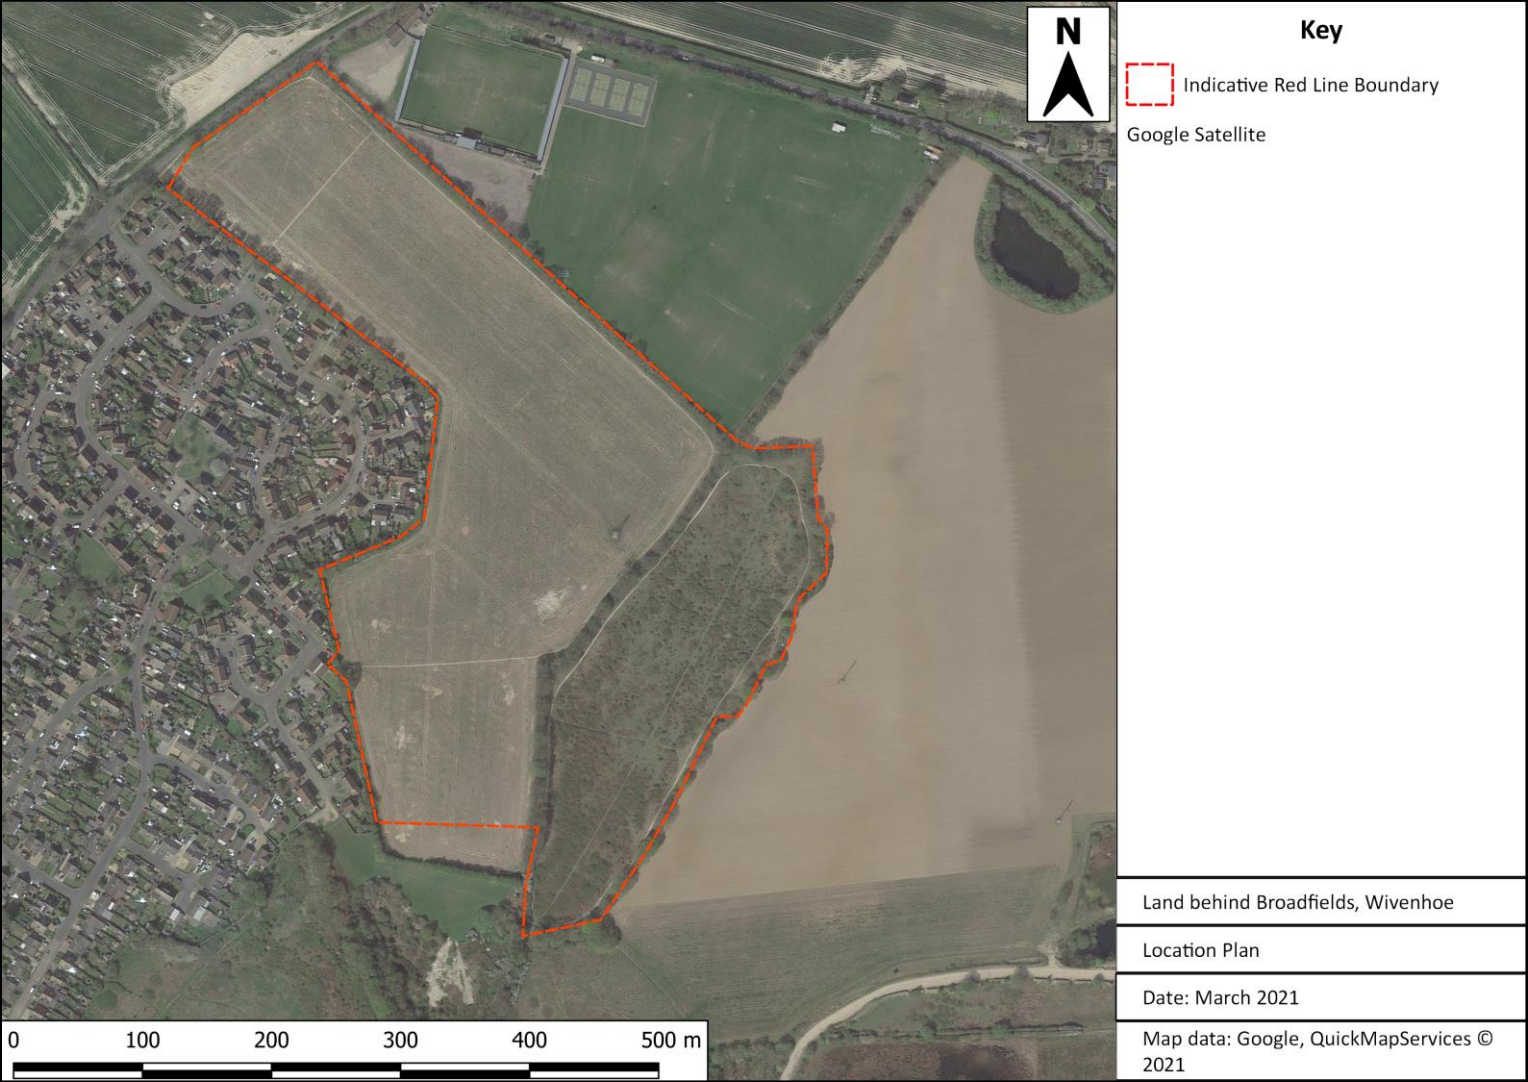 N
Key
Indicative Red Line Boundary
Google Satellite
Land behind Broadfields, Wivenhoe
Location Plan
Date: March 2021
Map data: Google, QuickMapServices ©
2021
0 100 200 300 400 500 m